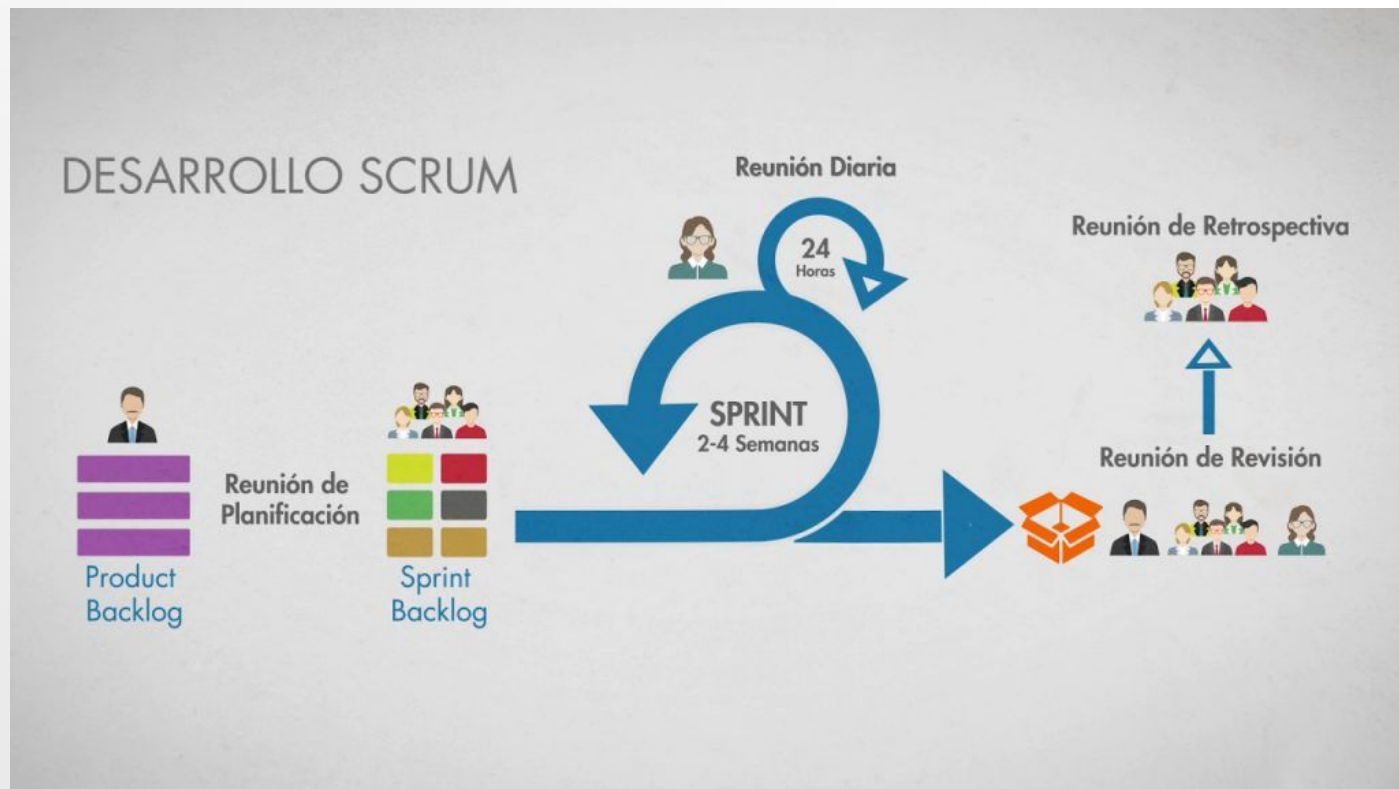 DESARROLLO SCRUM
Reunión Diaria
24
Horas
Reunión de Retrospectiva
SPRINT
2-4 Semanas
Reunión de Revisión
Reunión de
Planificación
Product
Backlog
Sprint
Backlog